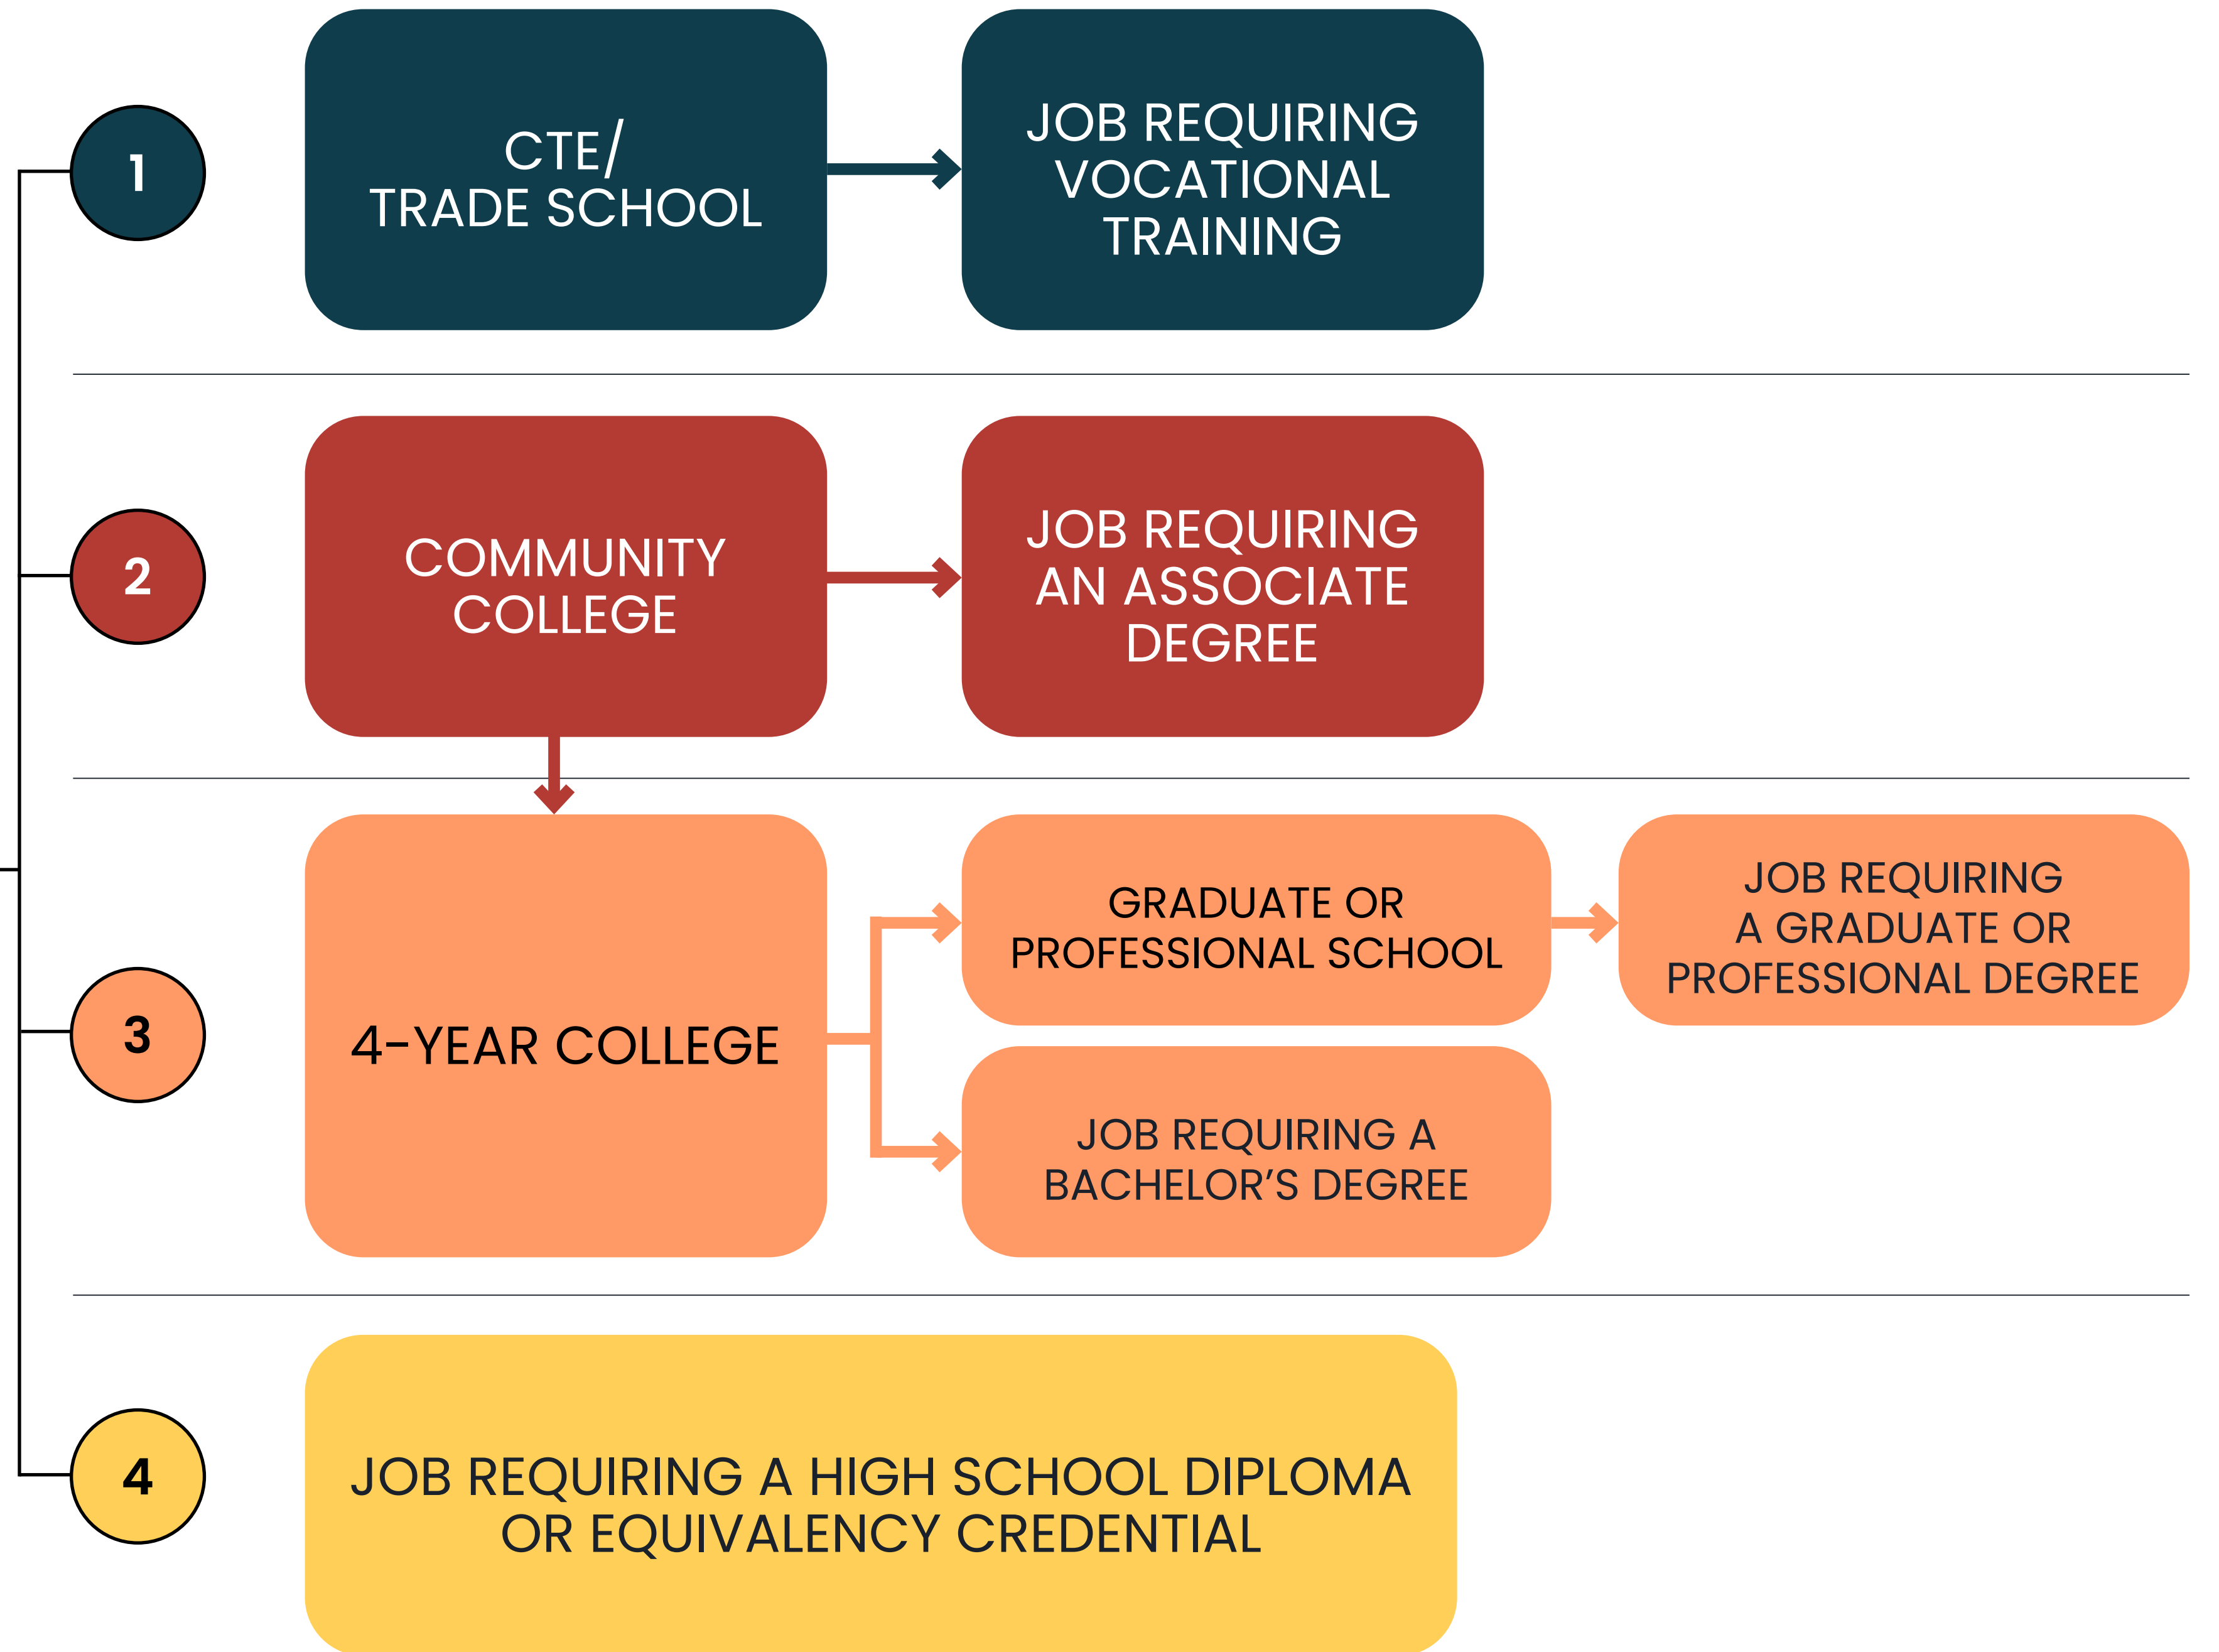 1
CTE/
TRADE SCHOOL
JOB REQUIRING
VOCATIONAL
TRAINING
2
COMMUNITY
COLLEGE
JOB REQUIRING
AN ASSOCIATE
DEGREE
3
4-YEAR COLLEGE
GRADUATE OR
PROFESSIONAL SCHOOL
JOB REQUIRING
A GRADUATE OR
PROFESSIONAL DEGREE
JOB REQUIRING A
BACHELOR’S DEGREE
4
JOB REQUIRING A HIGH SCHOOL DIPLOMA
OR EQUIVALENCY CREDENTIAL